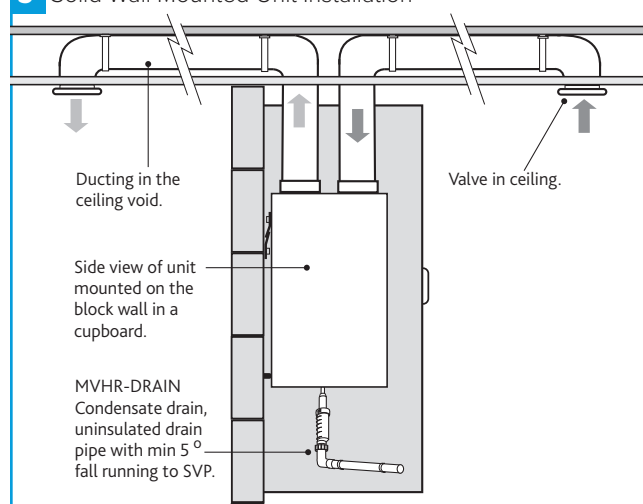 Solid Wall Mounted Unit Installation
Ducting in the
ceiling void.
Valve in ceiling.
Side view of unit
mounted on the
block wall in a
cupboard.
MVHR-DRAIN
Condensate drain,
uninsulated drain
pipe with min 5 º
fall running to SVP.